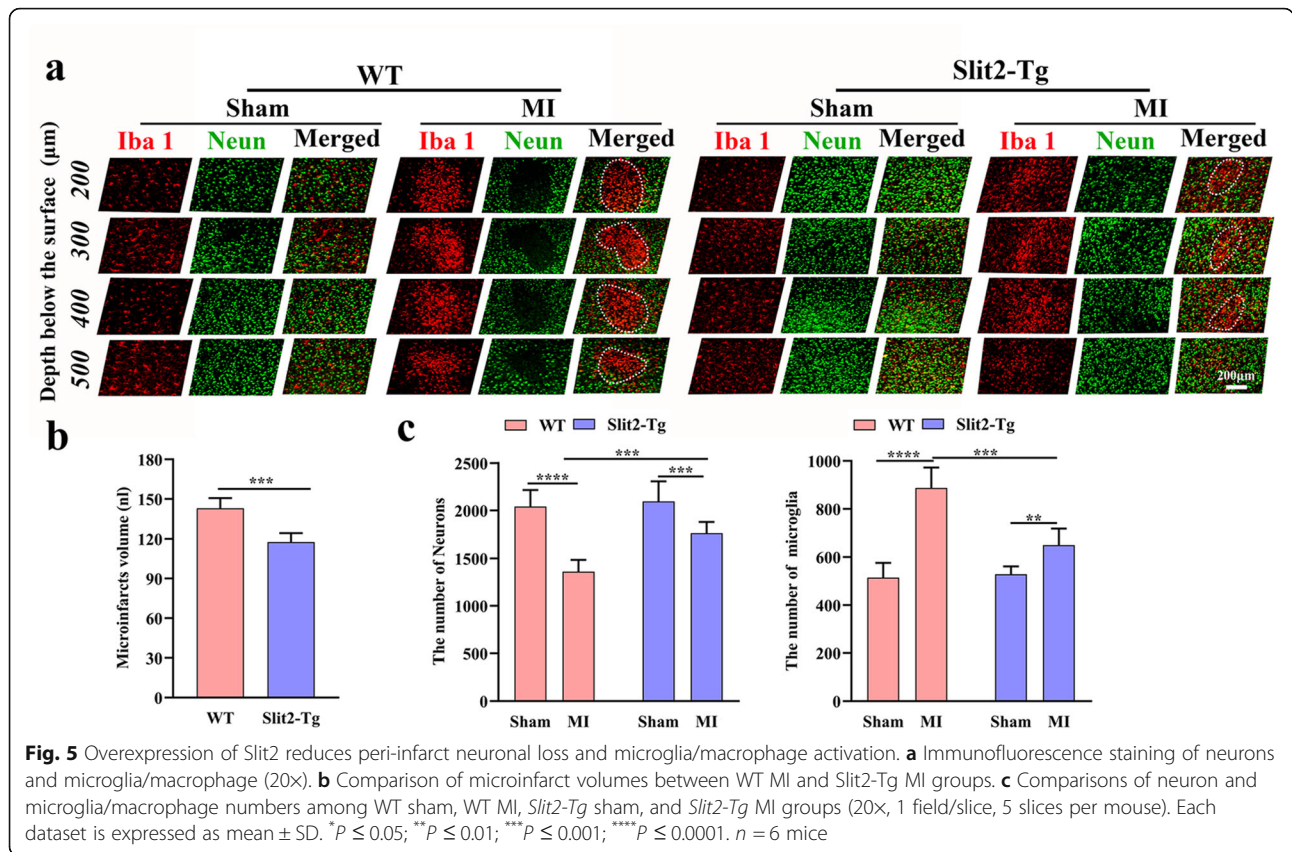 a
WT
Slit2-Tg
Sham
MI
Sham
MI
Iba 1 Neun Merged Iba 1 Neun Merged Iba 1 Neun Merged Iba 1 Neun Merged
Depth below the surface (μm)
200
300
400
500
200μm
b
Microinfarcts volume (nl)
180
150
120
90
60
30
0
***
WT Slit2-Tg
c
WT Slit2-Tg
The number of Neurons
2500
2000
1500
1000
500
0
****
***
***
Sham MI Sham MI
WT Slit2-Tg
The number of microglia
1000
800
600
400
200
0
****
***
**
Sham MI Sham MI
Fig. 5 Overexpression of Slit2 reduces peri-infarct neuronal loss and microglia/macrophage activation. a Immunofluorescence staining of neurons
and microglia/macrophage (20×). b Comparison of microinfarct volumes between WT MI and Slit2-Tg MI groups. c Comparisons of neuron and
microglia/macrophage numbers among WT sham, WT MI, Slit2-Tg sham, and Slit2-Tg MI groups (20×, 1 field/slice, 5 slices per mouse). Each
dataset is expressed as mean ± SD. *P ≤ 0.05; **P ≤ 0.01; ***P ≤ 0.001; ****P ≤ 0.0001. n = 6 mice